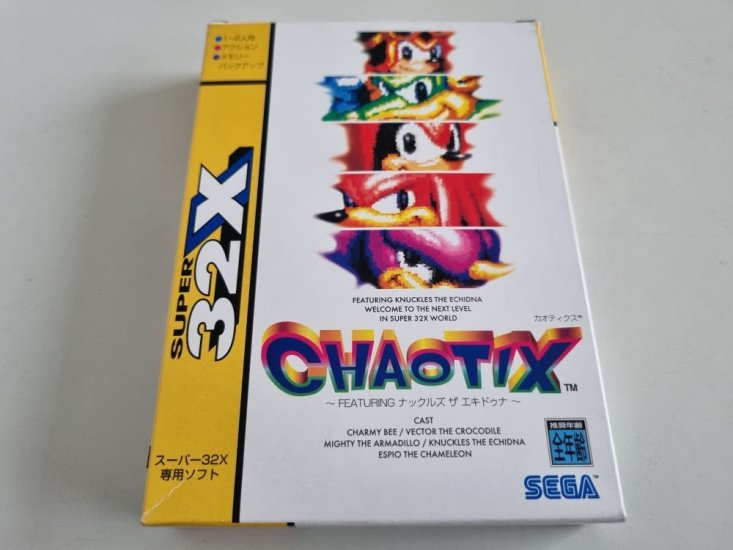 ●1~2人用
●アクション
●メモリー
バックアップ
SUPER 32X
FEATURING KNUCKLES THE ECHIDNA
WELCOME TO THE NEXT LEVEL
IN SUPER 32X WORLD
カオティクス™
CHAOTIX™
~ FEATURING ナックルズ ザ エキドゥナ ~
CAST
CHARMY BEE / VECTOR THE CROCODILE
MIGHTY THE ARMADILLO / KNUCKLES THE ECHIDNA
ESPIO THE CHAMELEON
推奨年齢
全年齢
スーパー32X
専用ソフト
SEGA™